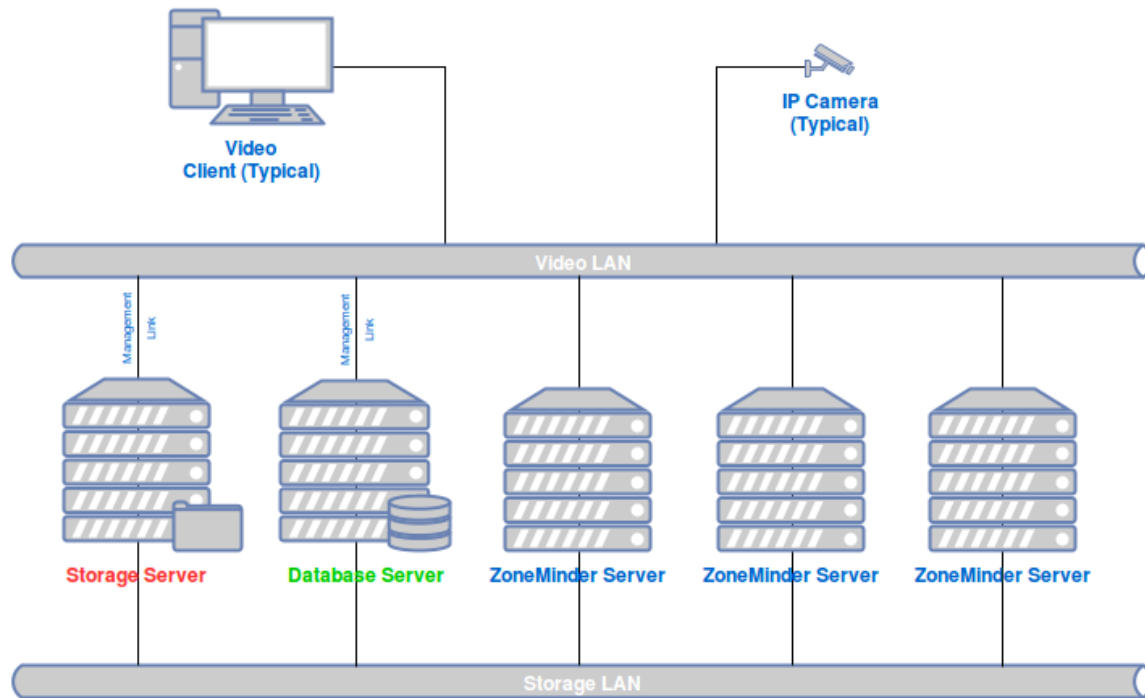 Video
Client (Typical)
IP Camera
(Typical)
Video LAN
Management
Link
Management
Link
Storage Server
Database Server
ZoneMinder Server
ZoneMinder Server
ZoneMinder Server
Storage LAN